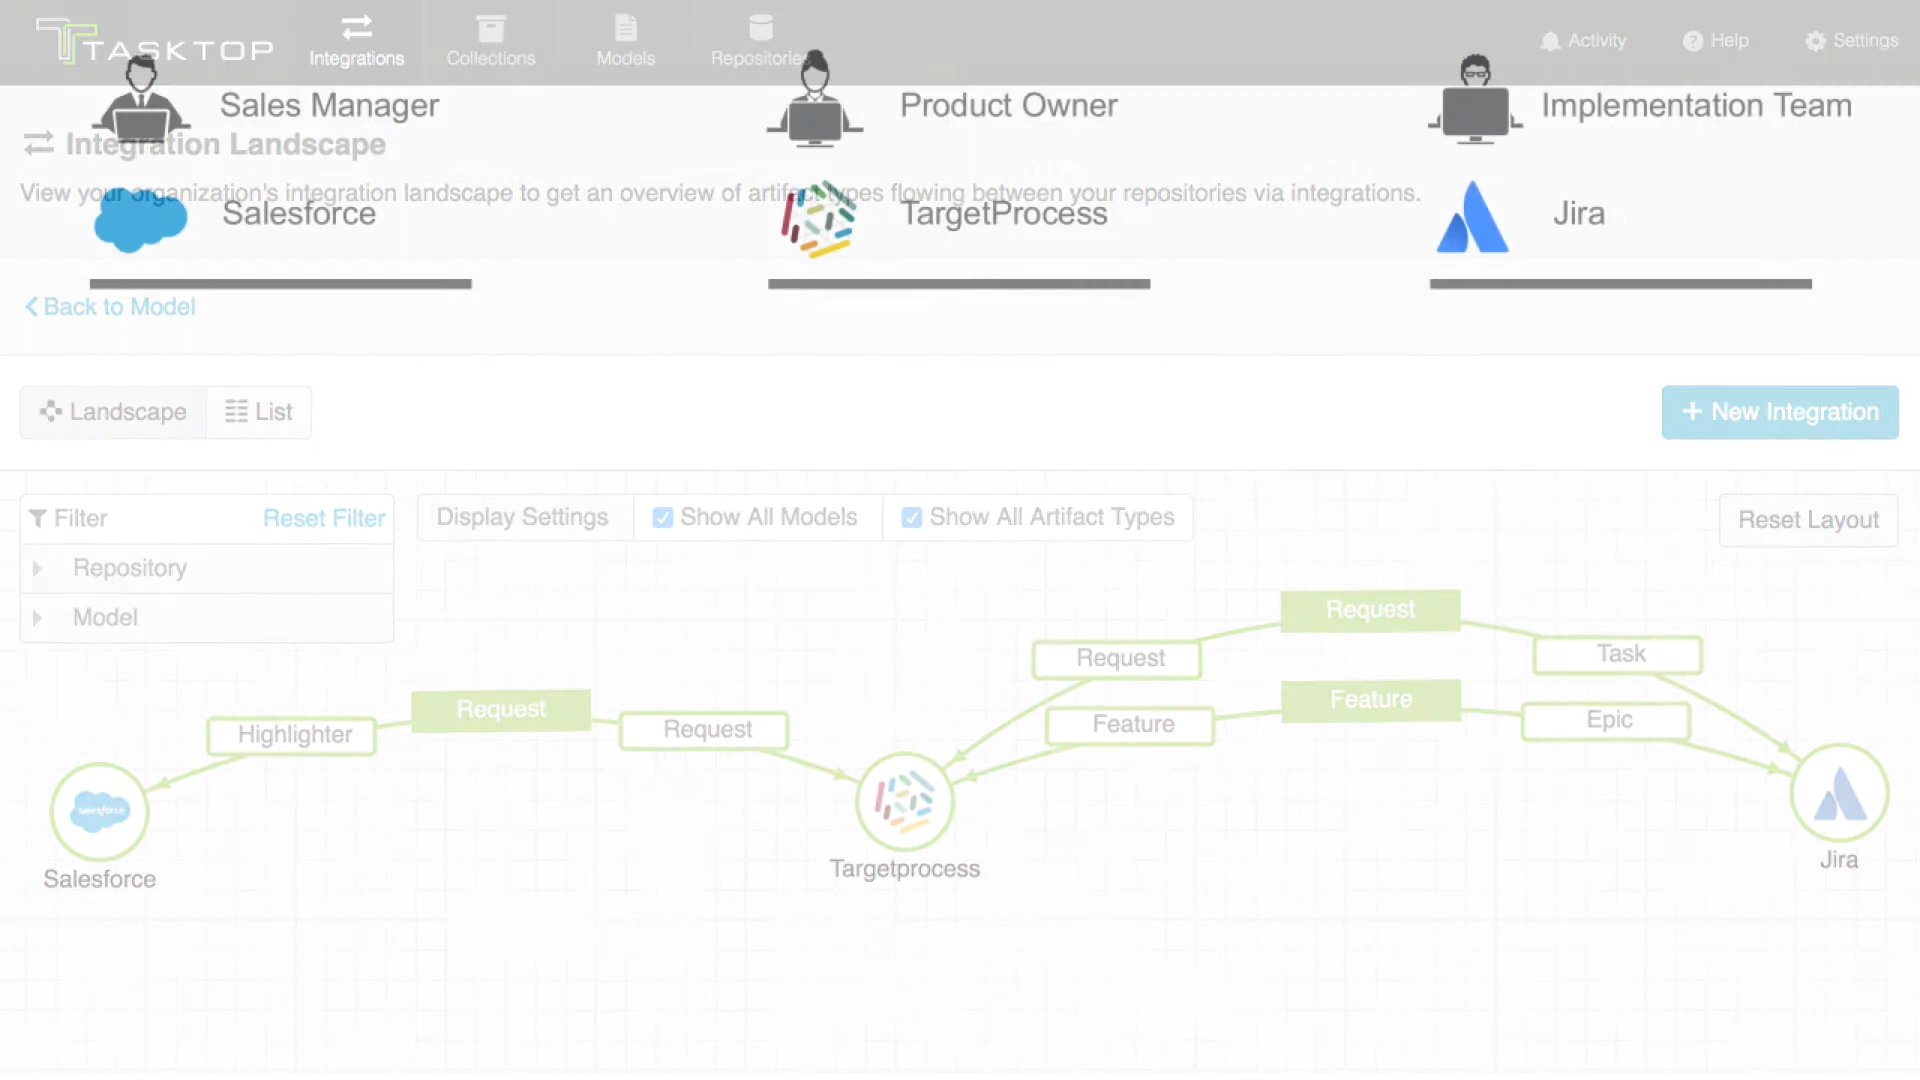 TASKTOP
Integrations
Collections
Models
Repositories
Activity
Help
Settings
Sales Manager
Product Owner
Implementation Team
Integration Landscape
View your organization's integration landscape to get an overview of artifact types flowing between your repositories via integrations.
Salesforce
TargetProcess
Jira
Back to Model
Landscape
List
+ New Integration
Filter
Reset Filter
Display Settings
Show All Models
Show All Artifact Types
Reset Layout
Repository
Model
Request
Request
Task
Request
Feature
Highlighter
Request
Feature
Epic
salesforce
Salesforce
Targetprocess
Jira